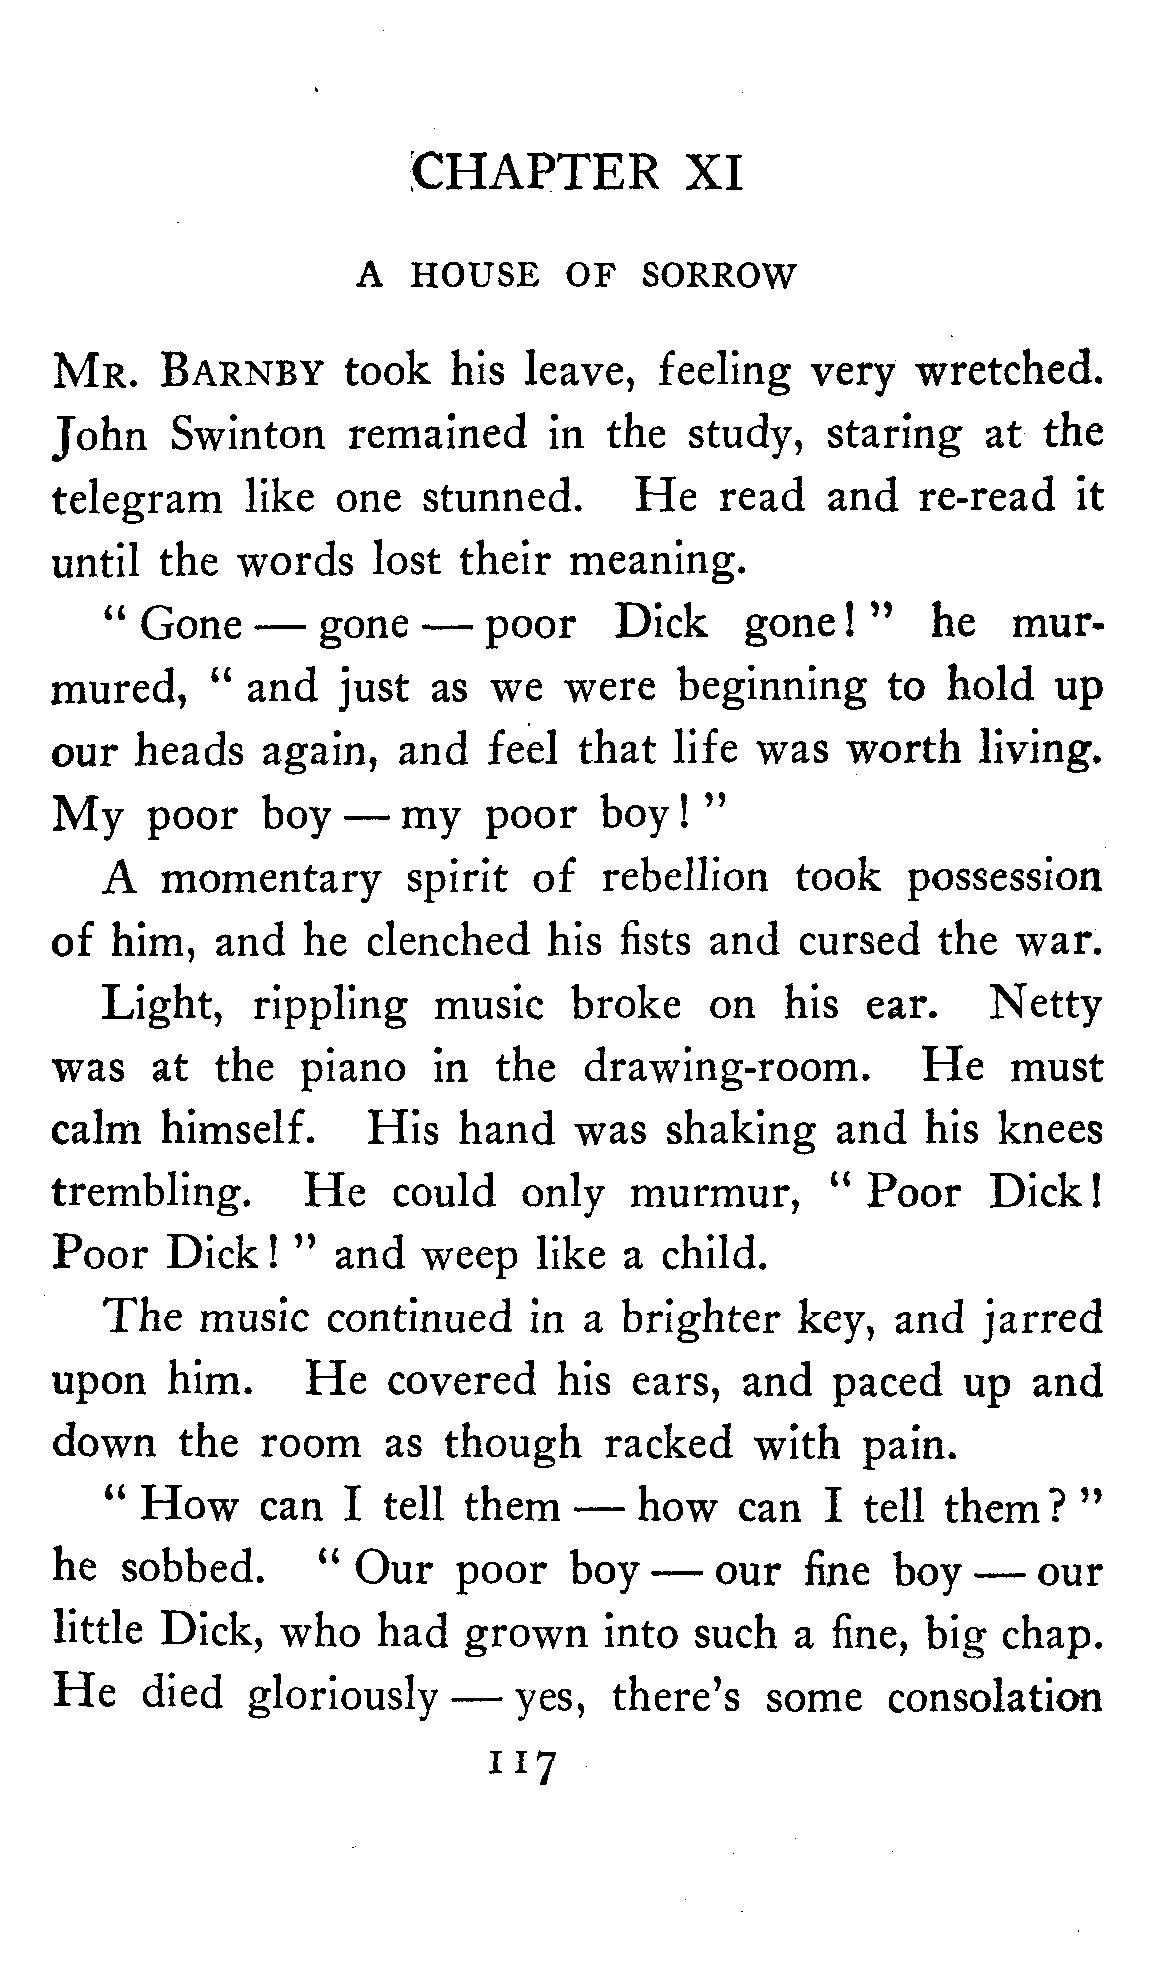 CHAPTER XI
A HOUSE OF SORROW
MR. BARNBY took his leave, feeling very wretched.
John Swinton remained in the study, staring at the
telegram like one stunned. He read and re-read it
until the words lost their meaning.
“ Gone — gone — poor Dick gone! ” he mur-
mured, “ and just as we were beginning to hold up
our heads again, and feel that life was worth living.
My poor boy — my poor boy! ”
A momentary spirit of rebellion took possession
of him, and he clenched his fists and cursed the war.
Light, rippling music broke on his ear. Netty
was at the piano in the drawing-room. He must
calm himself. His hand was shaking and his knees
trembling. He could only murmur, “ Poor Dick!
Poor Dick! ” and weep like a child.
The music continued in a brighter key, and jarred
upon him. He covered his ears, and paced up and
down the room as though racked with pain.
“ How can I tell them — how can I tell them? ”
he sobbed. “ Our poor boy — our fine boy — our
little Dick, who had grown into such a fine, big chap.
He died gloriously — yes, there's some consolation
117